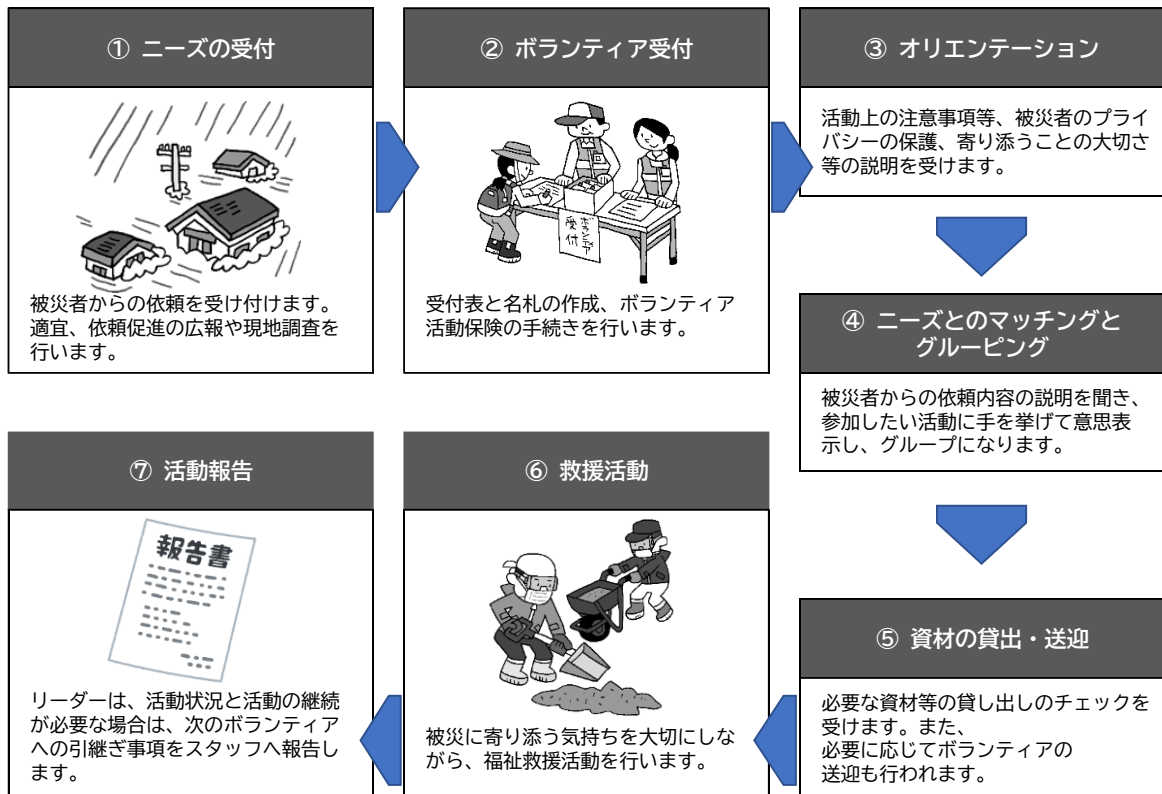 ① ニーズの受付
被災者からの依頼を受け付けます。
適宜、依頼促進の広報や現地調査を
行います。
② ボランティア受付
ボランティア
受付
受付表と名札の作成、ボランティア
活動保険の手続きを行います。
③ オリエンテーション
活動上の注意事項等、被災者のプライ
バシーの保護、寄り添うことの大切さ
等の説明を受けます。
④ ニーズとのマッチングと
グルーピング
被災者からの依頼内容の説明を聞き、
参加したい活動に手を挙げて意思表
示し、グループになります。
⑤ 資材の貸出・送迎
必要な資材等の貸し出しのチェックを
受けます。また、
必要に応じてボランティアの
送迎も行われます。
⑥ 救援活動
被災に寄り添う気持ちを大切にしな
がら、福祉救援活動を行います。
⑦ 活動報告
報告書
リーダーは、活動状況と活動の継続
が必要な場合は、次のボランティア
への引継ぎ事項をスタッフへ報告し
ます。